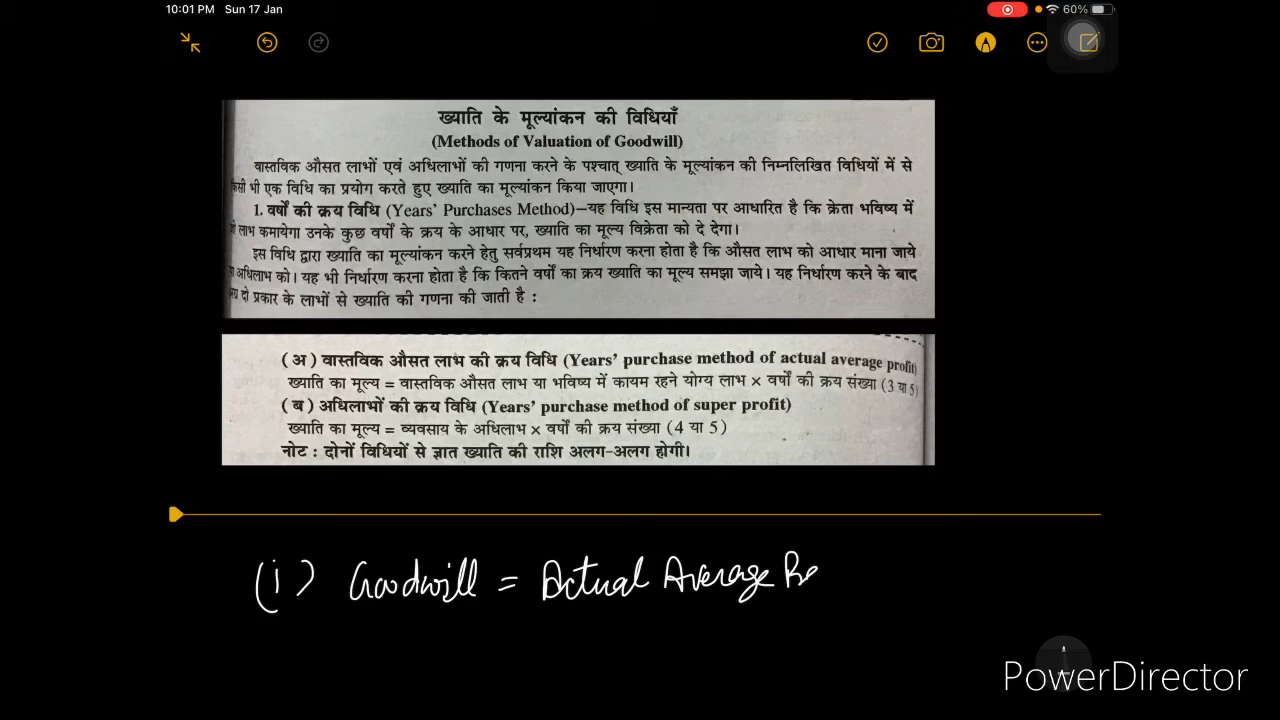 10:01 PM Sun 17 Jan 60%
ख्याति के मूल्यांकन की विधियाँ
(Methods of Valuation of Goodwill)
वास्तविक औसत लाभों एवं अधिलाभों की गणना करने के पश्चात् ख्याति के मूल्यांकन की निम्नलिखित विधियों में से
किसी भी एक विधि का प्रयोग करते हुए ख्याति का मूल्यांकन किया जाएगा।
1. वर्षों की क्रय विधि (Years' Purchases Method)–यह विधि इस मान्यता पर आधारित है कि क्रेता भविष्य में
लाभ कमायेगा उनके कुछ वर्षों के क्रय के आधार पर, ख्याति का मूल्य विक्रेता को दे देगा।
इस विधि द्वारा ख्याति का मूल्यांकन करने हेतु सर्वप्रथम यह निर्धारण करना होता है कि औसत लाभ को आधार माना जाये
अधिलाभ को। यह भी निर्धारण करना होता है कि कितने वर्षों का क्रय ख्याति का मूल्य समझा जाये। यह निर्धारण करने के बाद
दो प्रकार के लाभों से ख्याति की गणना की जाती है :
(अ) वास्तविक औसत लाभ की क्रय विधि (Years' purchase method of actual average profit)
ख्याति का मूल्य = वास्तविक औसत लाभ या भविष्य में कायम रहने योग्य लाभ × वर्षों की क्रय संख्या (3 या 5)
(ब) अधिलाभों की क्रय विधि (Years' purchase method of super profit)
ख्याति का मूल्य = व्यवसाय के अधिलाभ × वर्षों की क्रय संख्या (4 या 5)
नोट : दोनों विधियों से ज्ञात ख्याति की राशि अलग-अलग होगी।
(i) Goodwill = Actual Average
PowerDirector